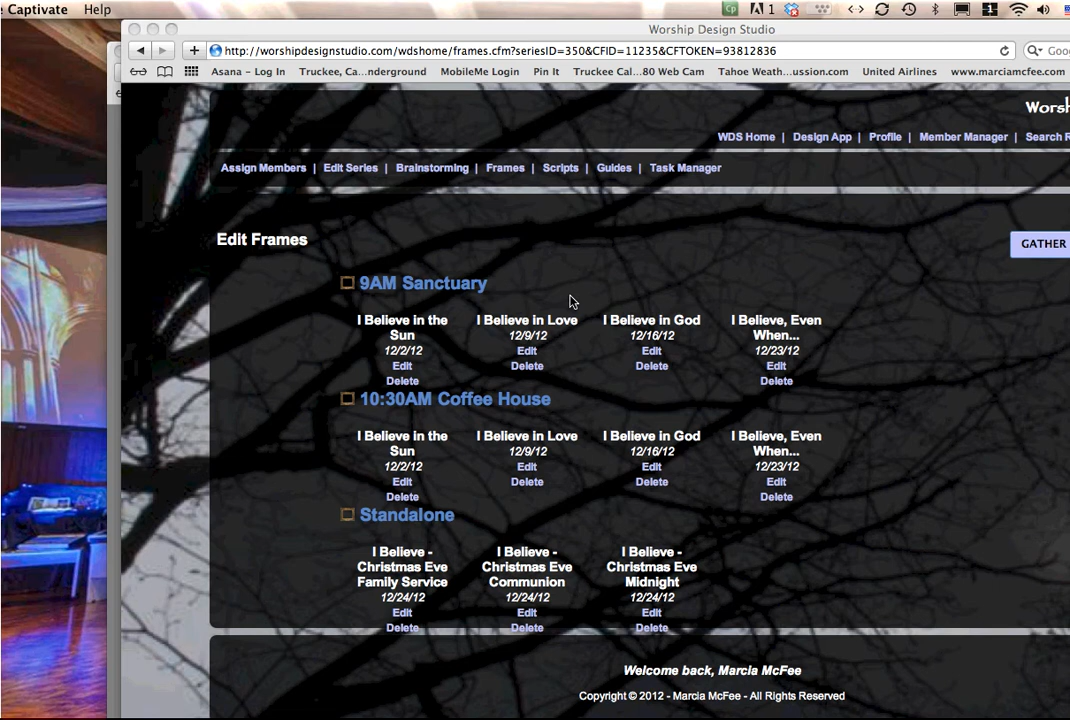 Captivate Help
1
1
Worship Design Studio
http://worshipdesignstudio.com/wdshome/frames.cfm?seriesID=350&CFID=11235&CFTOKEN=93812836
Goo
Asana – Log In Truckee, Ca...nderground MobileMe Login Pin It Truckee Cal...80 Web Cam Tahoe Weath...ussion.com United Airlines www.marciamcfee.com
Worsh
WDS Home | Design App | Profile | Member Manager | Search R
Assign Members | Edit Series | Brainstorming | Frames | Scripts | Guides | Task Manager
Edit Frames
GATHER
9AM Sanctuary
I Believe in the Sun
12/2/12
Edit
Delete
I Believe in Love
12/9/12
Edit
Delete
I Believe in God
12/16/12
Edit
Delete
I Believe, Even When...
12/23/12
Edit
Delete
10:30AM Coffee House
I Believe in the Sun
12/2/12
Edit
Delete
I Believe in Love
12/9/12
Edit
Delete
I Believe in God
12/16/12
Edit
Delete
I Believe, Even When...
12/23/12
Edit
Delete
Standalone
I Believe - Christmas Eve Family Service
12/24/12
Edit
Delete
I Believe - Christmas Eve Communion
12/24/12
Edit
Delete
I Believe - Christmas Eve Midnight
12/24/12
Edit
Delete
Welcome back, Marcia McFee
Copyright © 2012 - Marcia McFee - All Rights Reserved